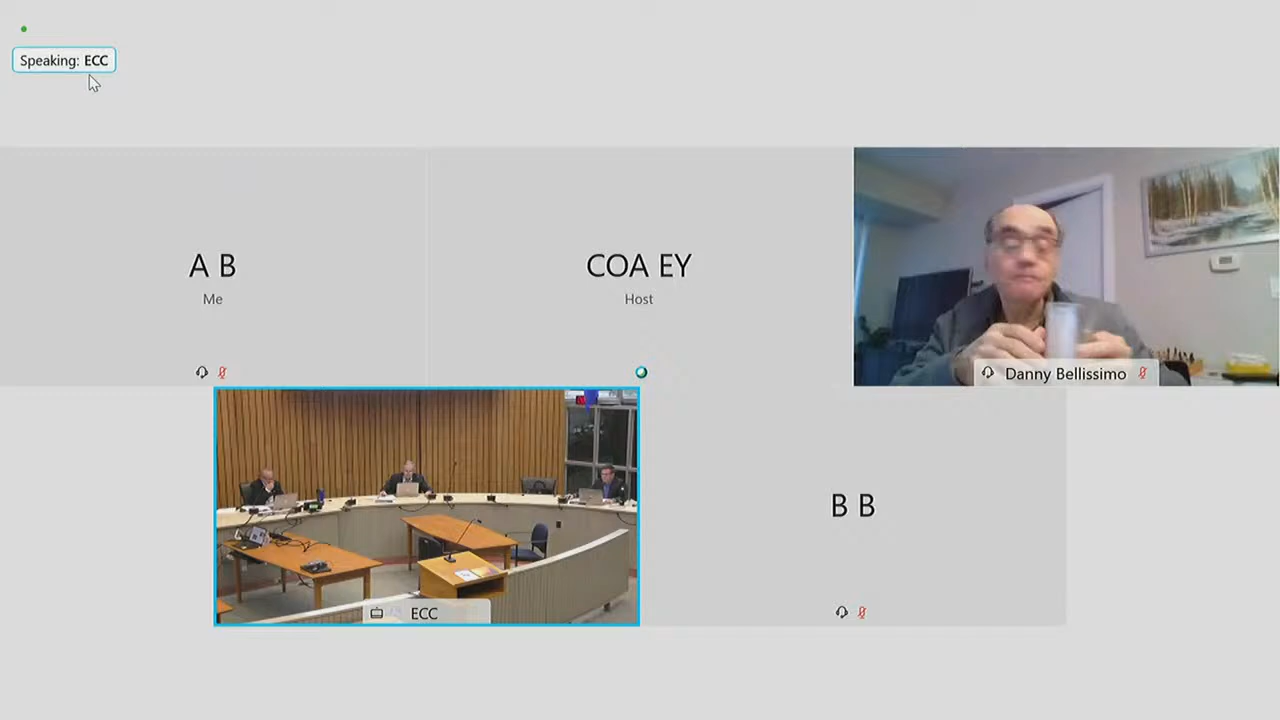 Speaking: ECC
A B
Me
COA EY
Host
Danny Bellissimo
ECC
B B